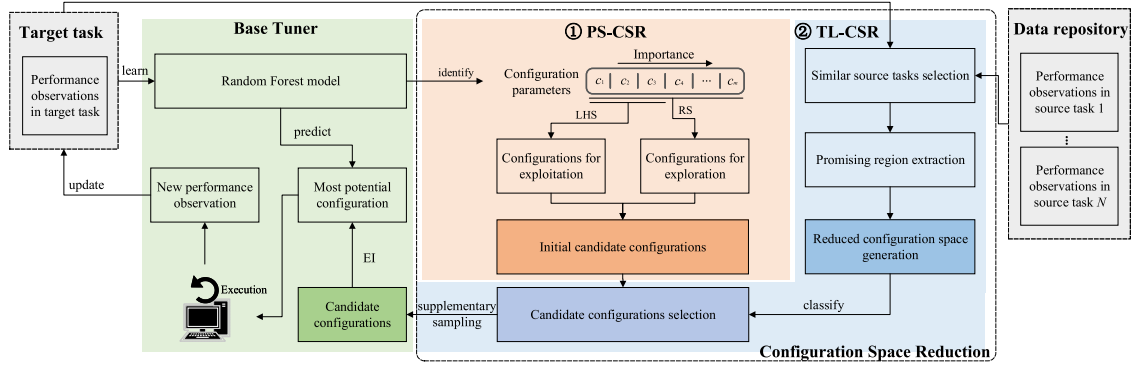 Target task
Performance
observations
in target task
learn
update
Base Tuner
Random Forest model
predict
New performance
observation
Most potential
configuration
EI
Execution
Candidate
configurations
identify
① PS-CSR
Importance
Configuration
parameters
c₁ c₂ c₃ c₄ ··· cₘ
LHS
RS
Configurations for
exploitation
Configurations for
exploration
Initial candidate configurations
supplementary
sampling
Candidate configurations selection
classify
② TL-CSR
Similar source tasks selection
Promising region extraction
Reduced configuration space
generation
Configuration Space Reduction
Data repository
Performance
observations in
source task 1
⋮
Performance
observations in
source task N